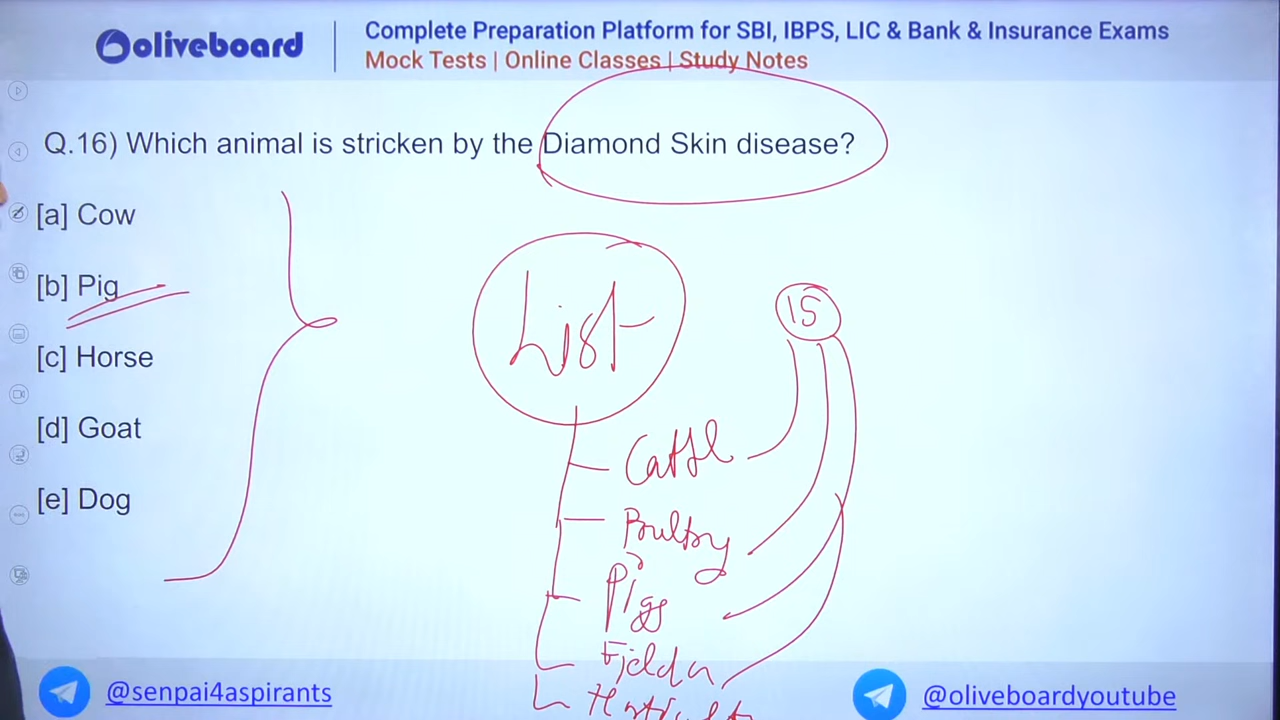 oliveboard
Complete Preparation Platform for SBI, IBPS, LIC & Bank & Insurance Exams
Mock Tests | Online Classes | Study Notes
Q.16) Which animal is stricken by the Diamond Skin disease?
[a] Cow
[b] Pig
[c] Horse
[d] Goat
[e] Dog
List
15
Cattl
Poultry
Pigs
@senpai4aspirants
@oliveboardyoutube